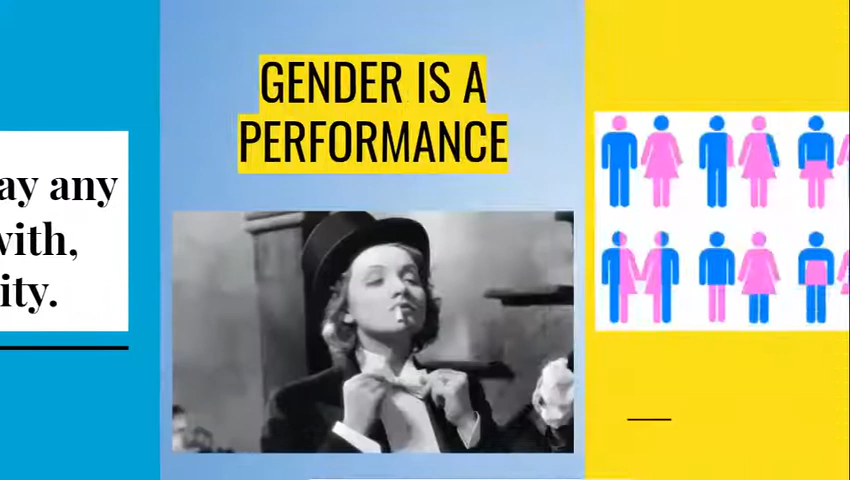 ay any
with,
ity.
GENDER IS A
PERFORMANCE